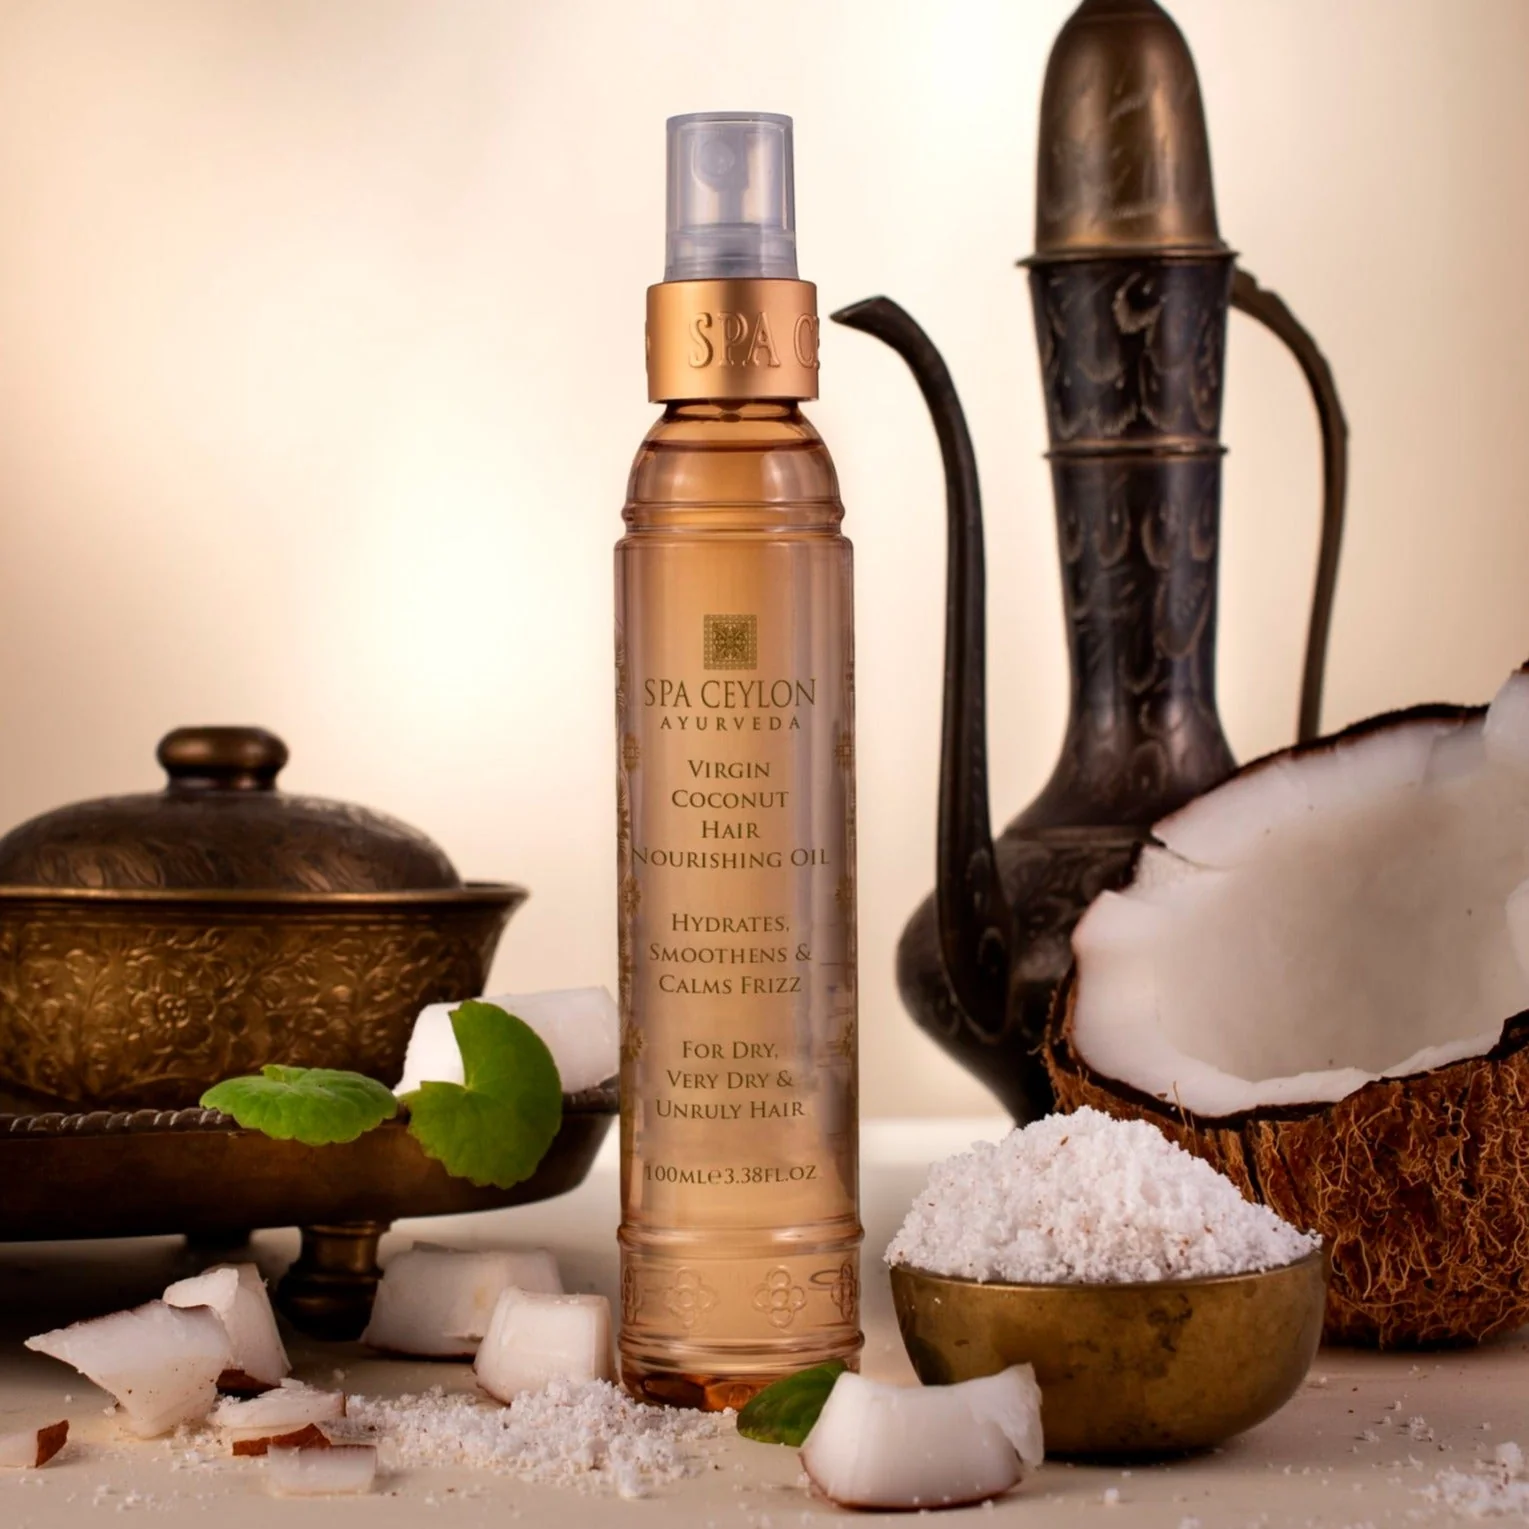 SPA C
SPA CEYLON
AYURVEDA
VIRGIN
COCONUT
HAIR
NOURISHING OIL
HYDRATES,
SMOOTHENS &
CALMS FRIZZ
FOR DRY,
VERY DRY &
UNRULY HAIR
100ML℮3.38FL.OZ